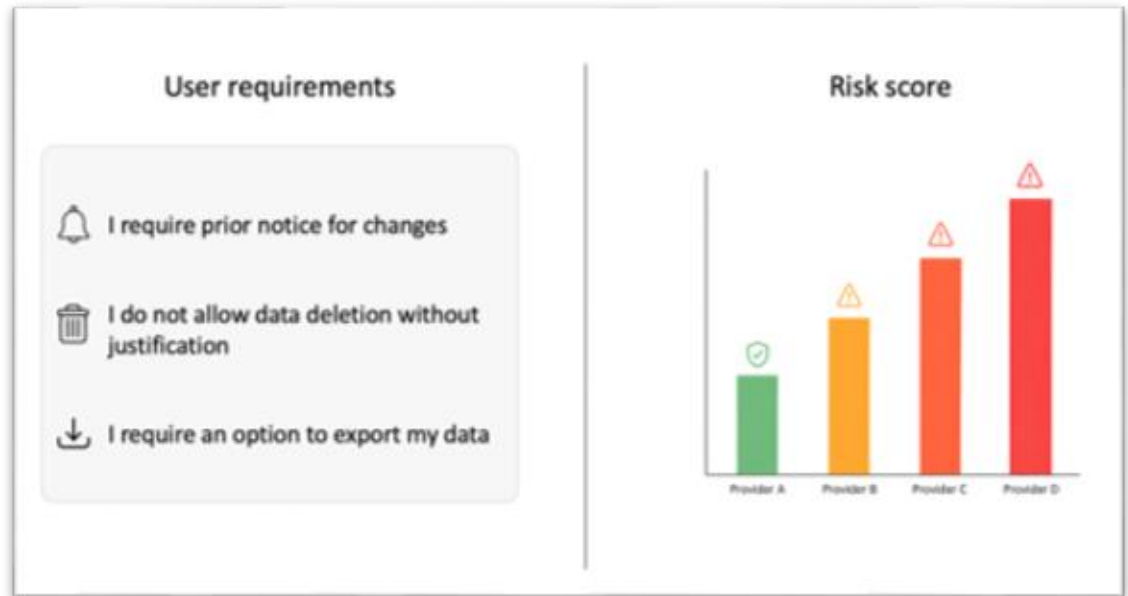 User requirements
I require prior notice for changes
I do not allow data deletion without
justification
I require an option to export my data
Risk score
Provider A
Provider B
Provider C
Provider D